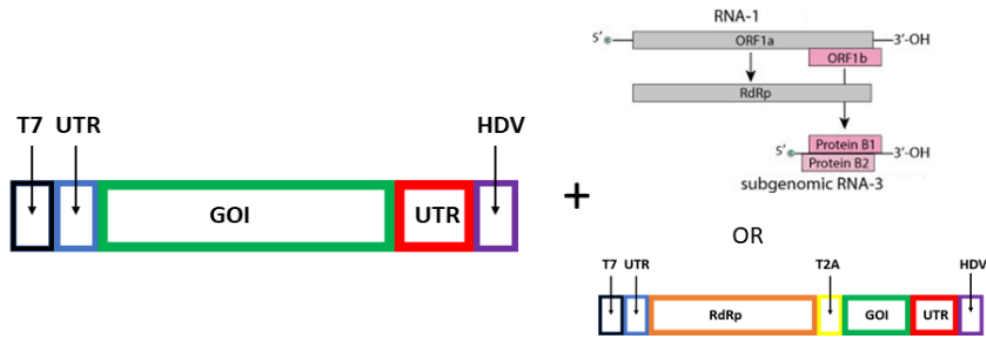 T7 UTR HDV
GOI UTR
+
RNA-1
5′ ORF1a 3′-OH
ORF1b
RdRp
5′ Protein B1 3′-OH
Protein B2
subgenomic RNA-3
OR
T7 UTR T2A HDV
RdRp GOI UTR